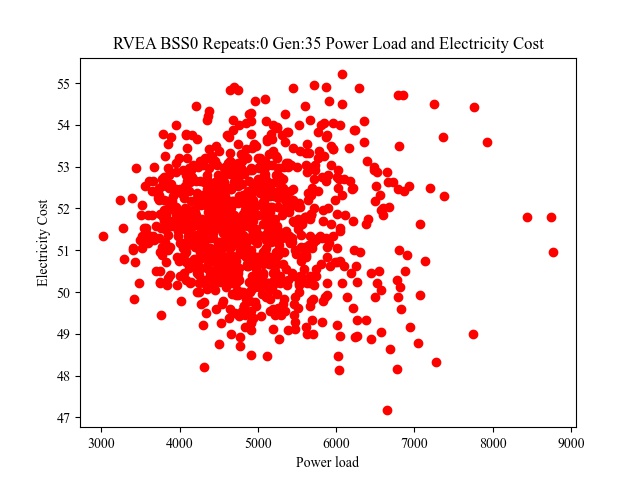 RVEA BSS0 Repeats:0 Gen:35 Power Load and Electricity Cost
55
54
53
52
51
50
49
48
47
Electricity Cost
3000 4000 5000 6000 7000 8000 9000
Power load